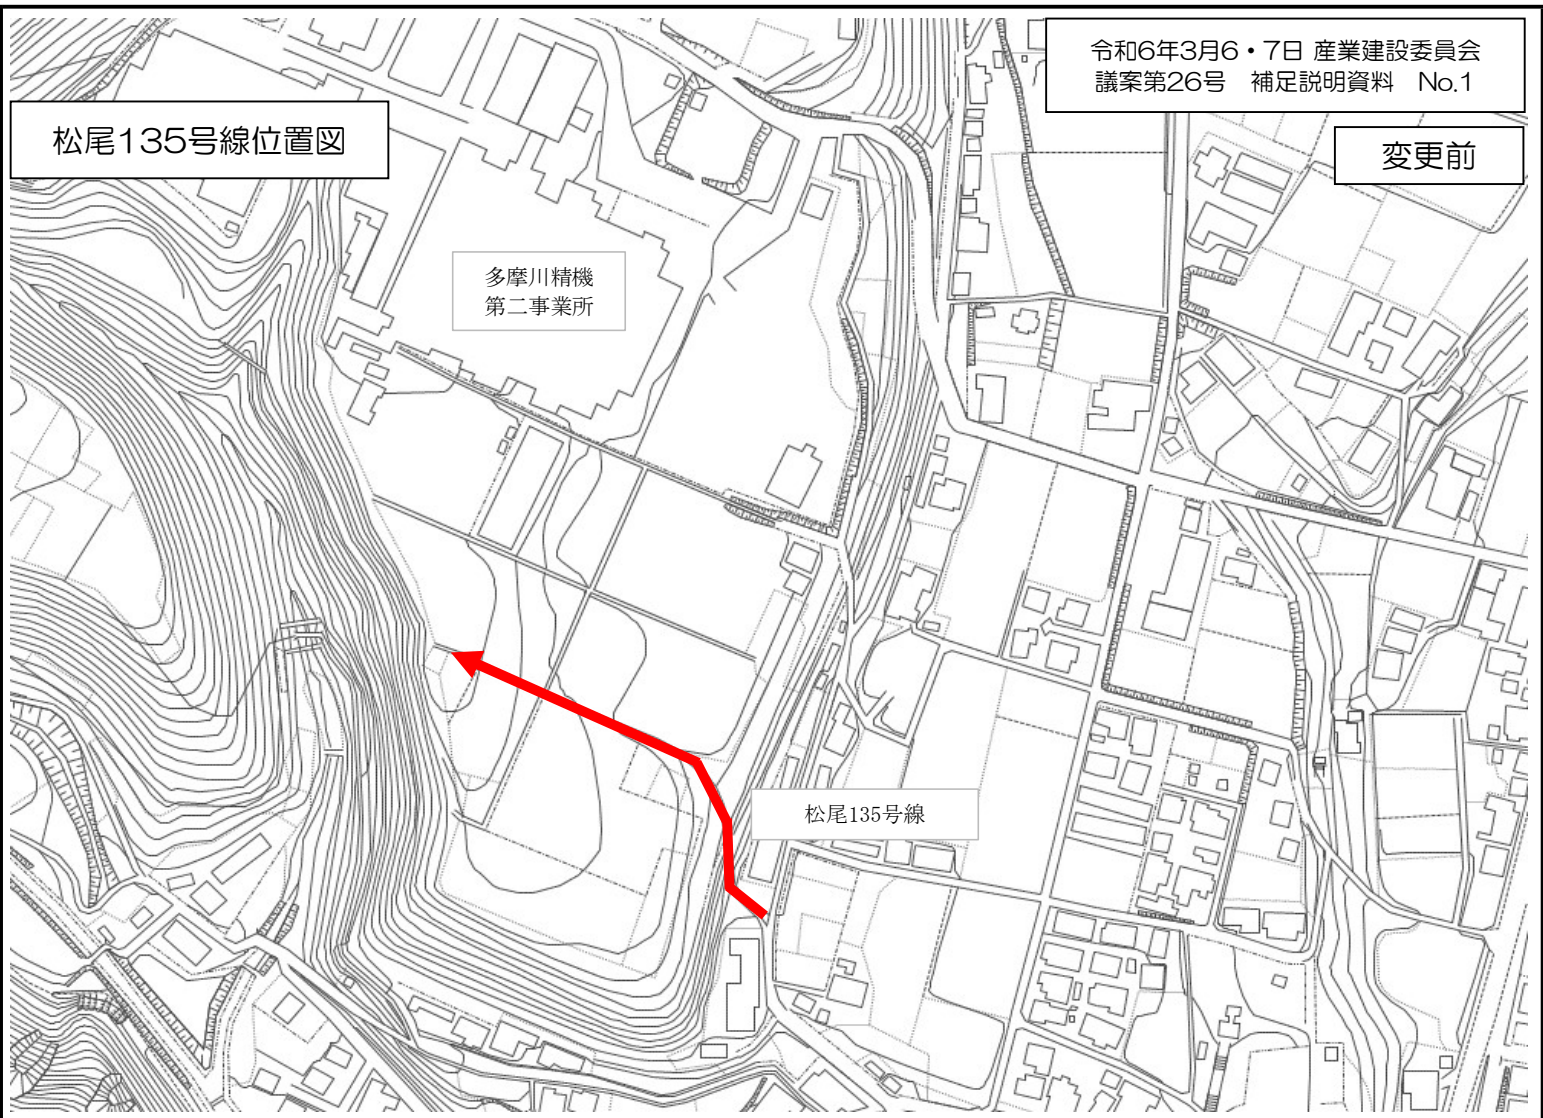 令和6年3月6・7日 産業建設委員会
議案第26号　補足説明資料　No.1
松尾135号線位置図
変更前
多摩川精機
第二事業所
松尾135号線